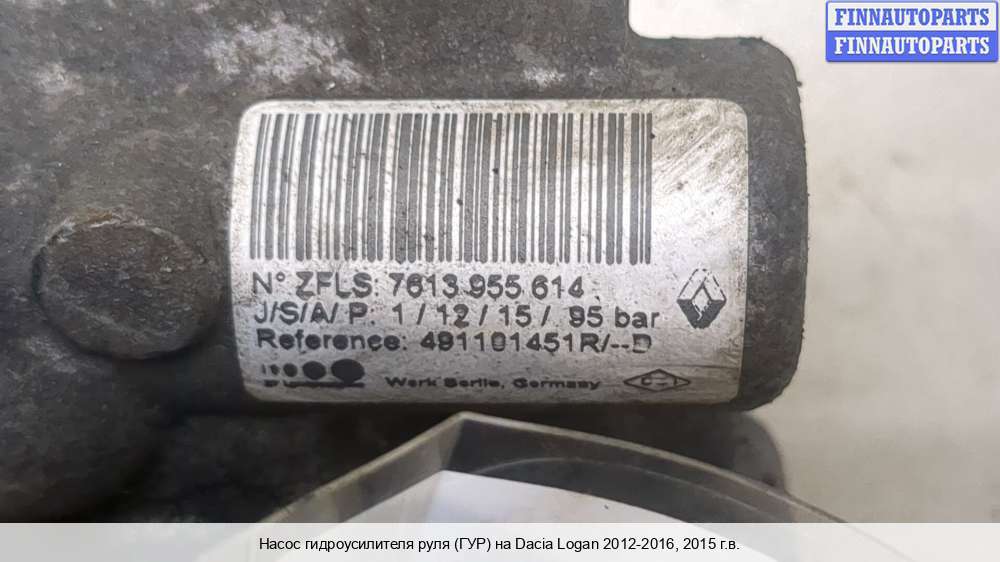 FINNAUTOPARTS
FINNAUTOPARTS
N° ZFLS: 7613 955 614
J/S/A/ P: 1 / 12 / 15 / 95 bar
Reference: 491101451R/--D
Werk Berlin, Germany
Насос гидроусилителя руля (ГУР) на Dacia Logan 2012-2016, 2015 г.в.